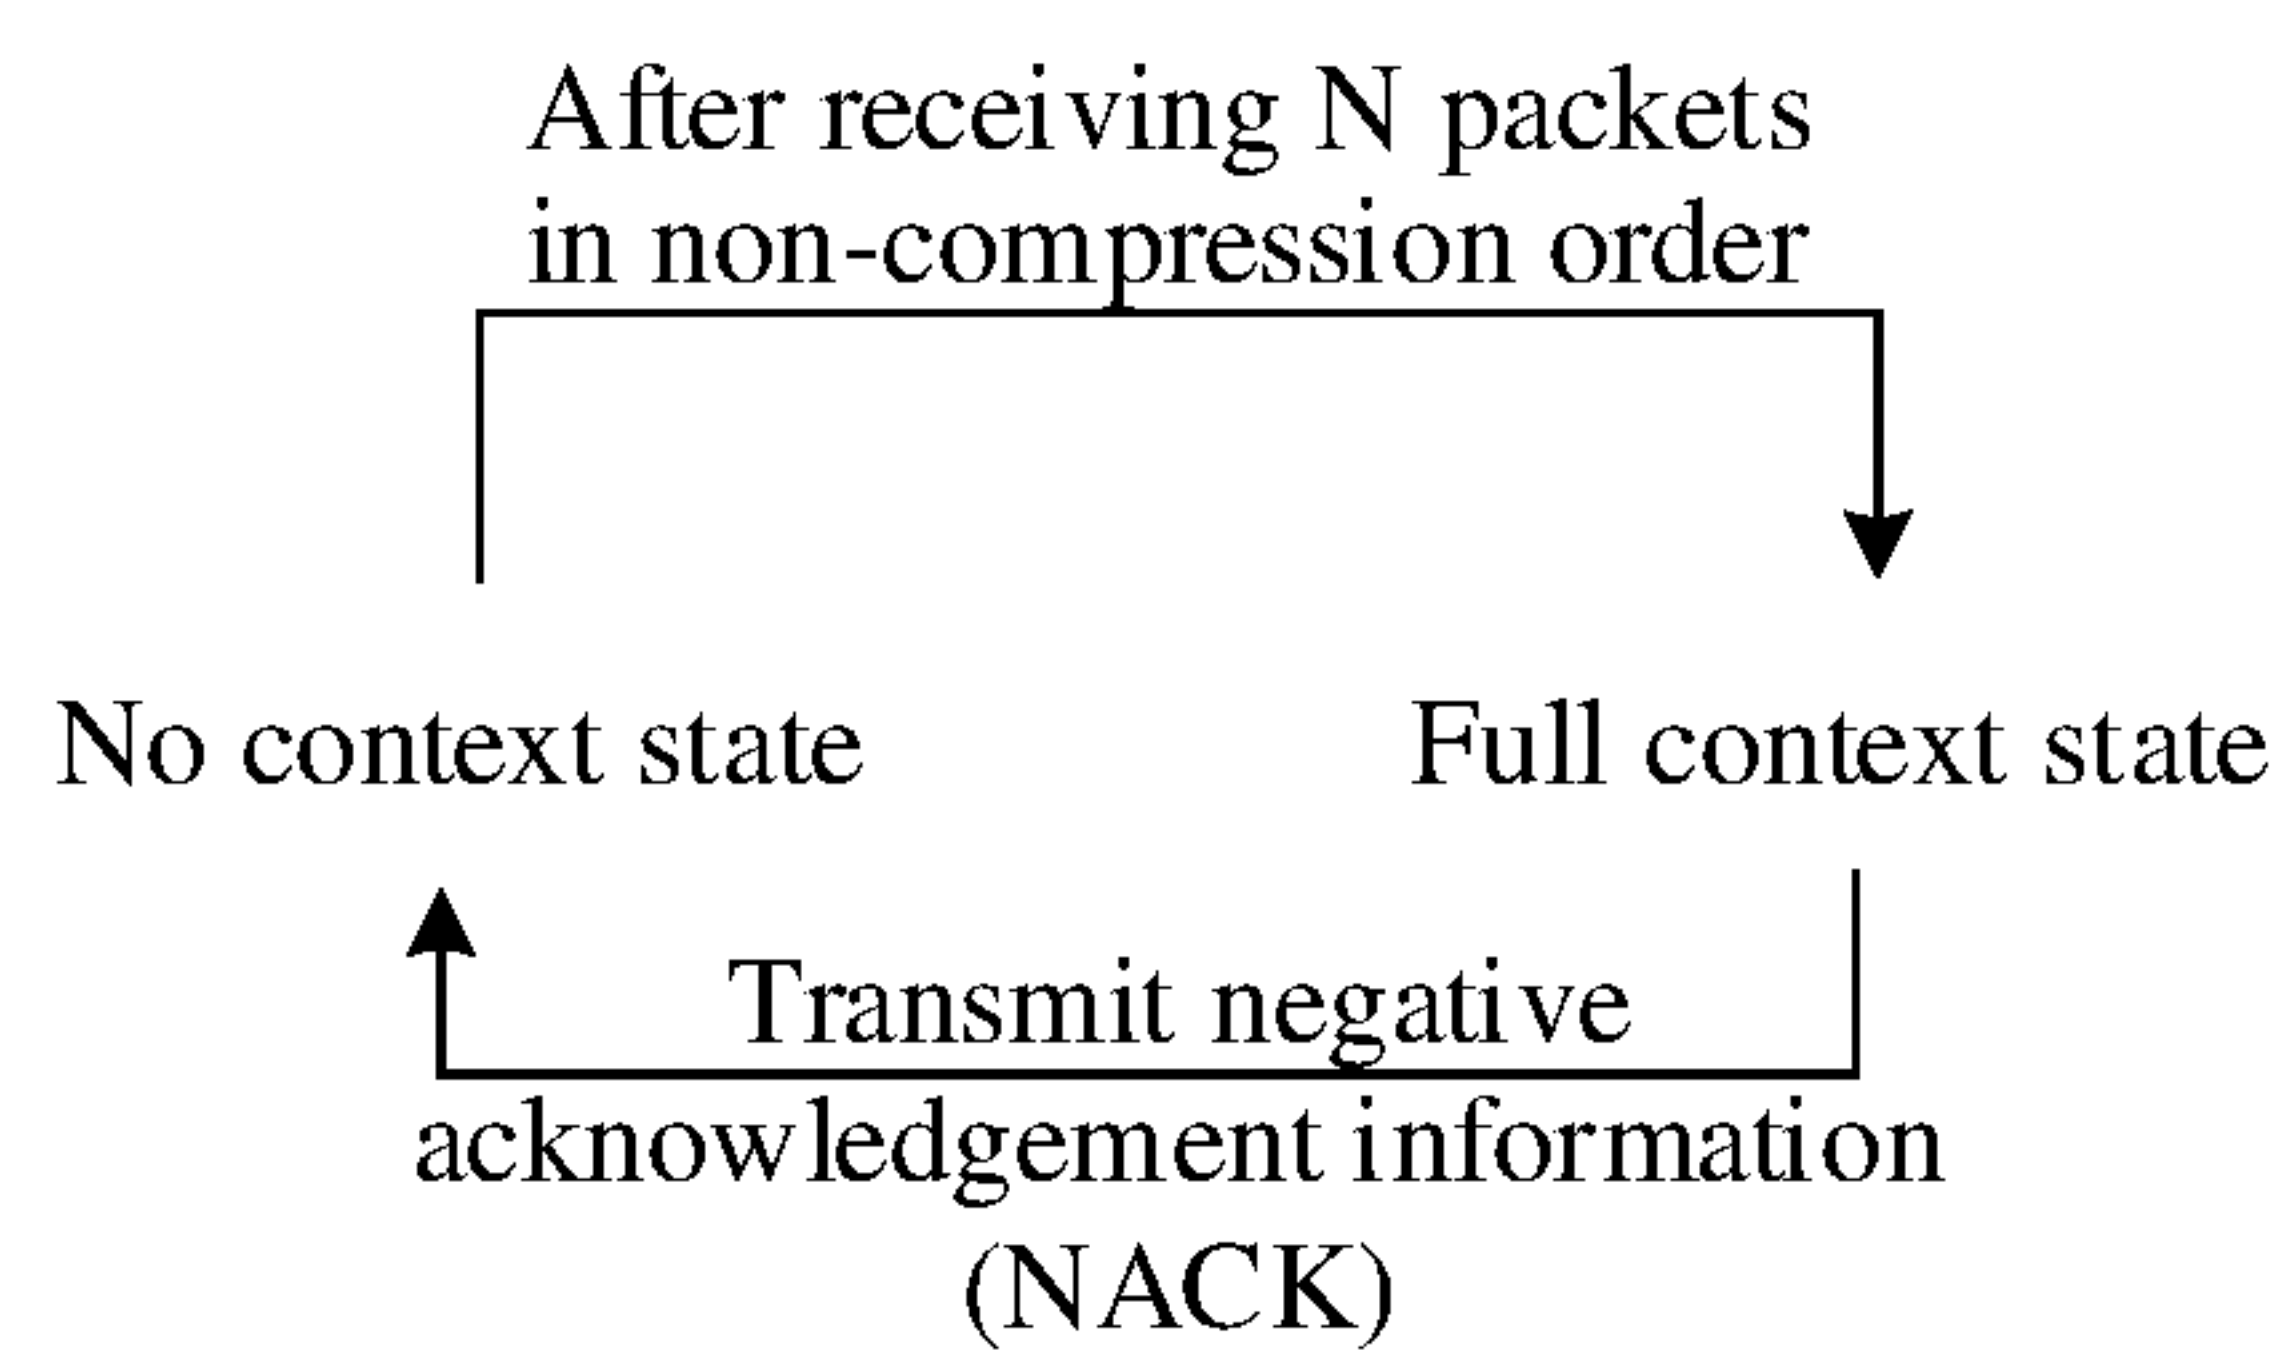 After receiving N packets
in non-compression order
No context state
Full context state
Transmit negative
acknowledgement information
(NACK)